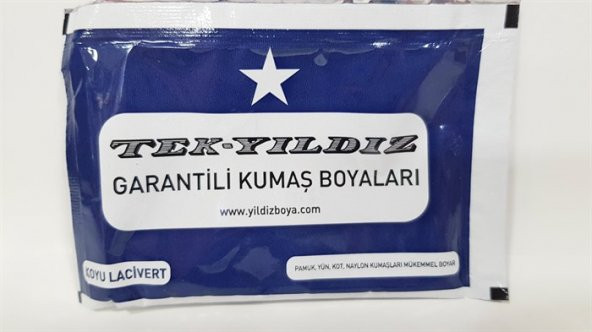 TEK-YILDIZ
GARANTİLİ KUMAŞ BOYALARI
www.yildizboya.com
KOYU LACİVERT
PAMUK, YÜN, KOT, NAYLON KUMAŞLARI MÜKEMMEL BOYAR